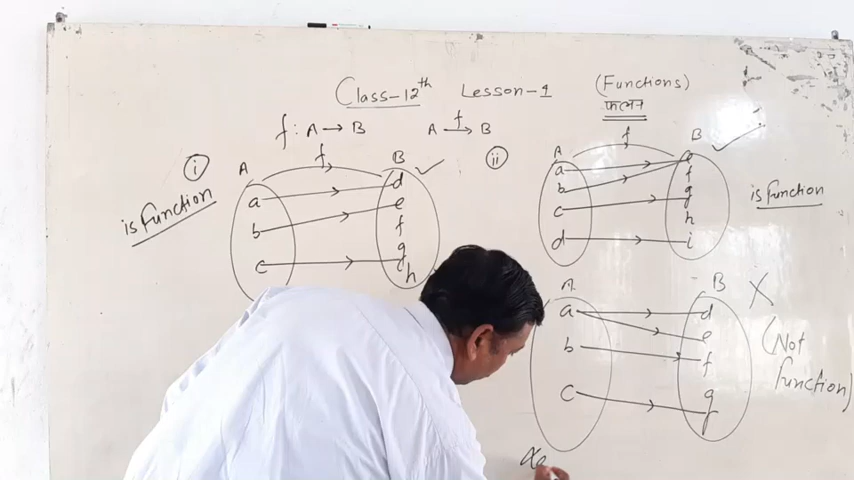 Class-12th Lesson-1 (Functions)
फलन
f: A → B A f→ B
i
is Function
f
A B
a d
b e
c f
g
h
ii
f
A B
a e
b f
c g
d h
i
is Function
A B
a d
b e
c f
g
(Not
function)